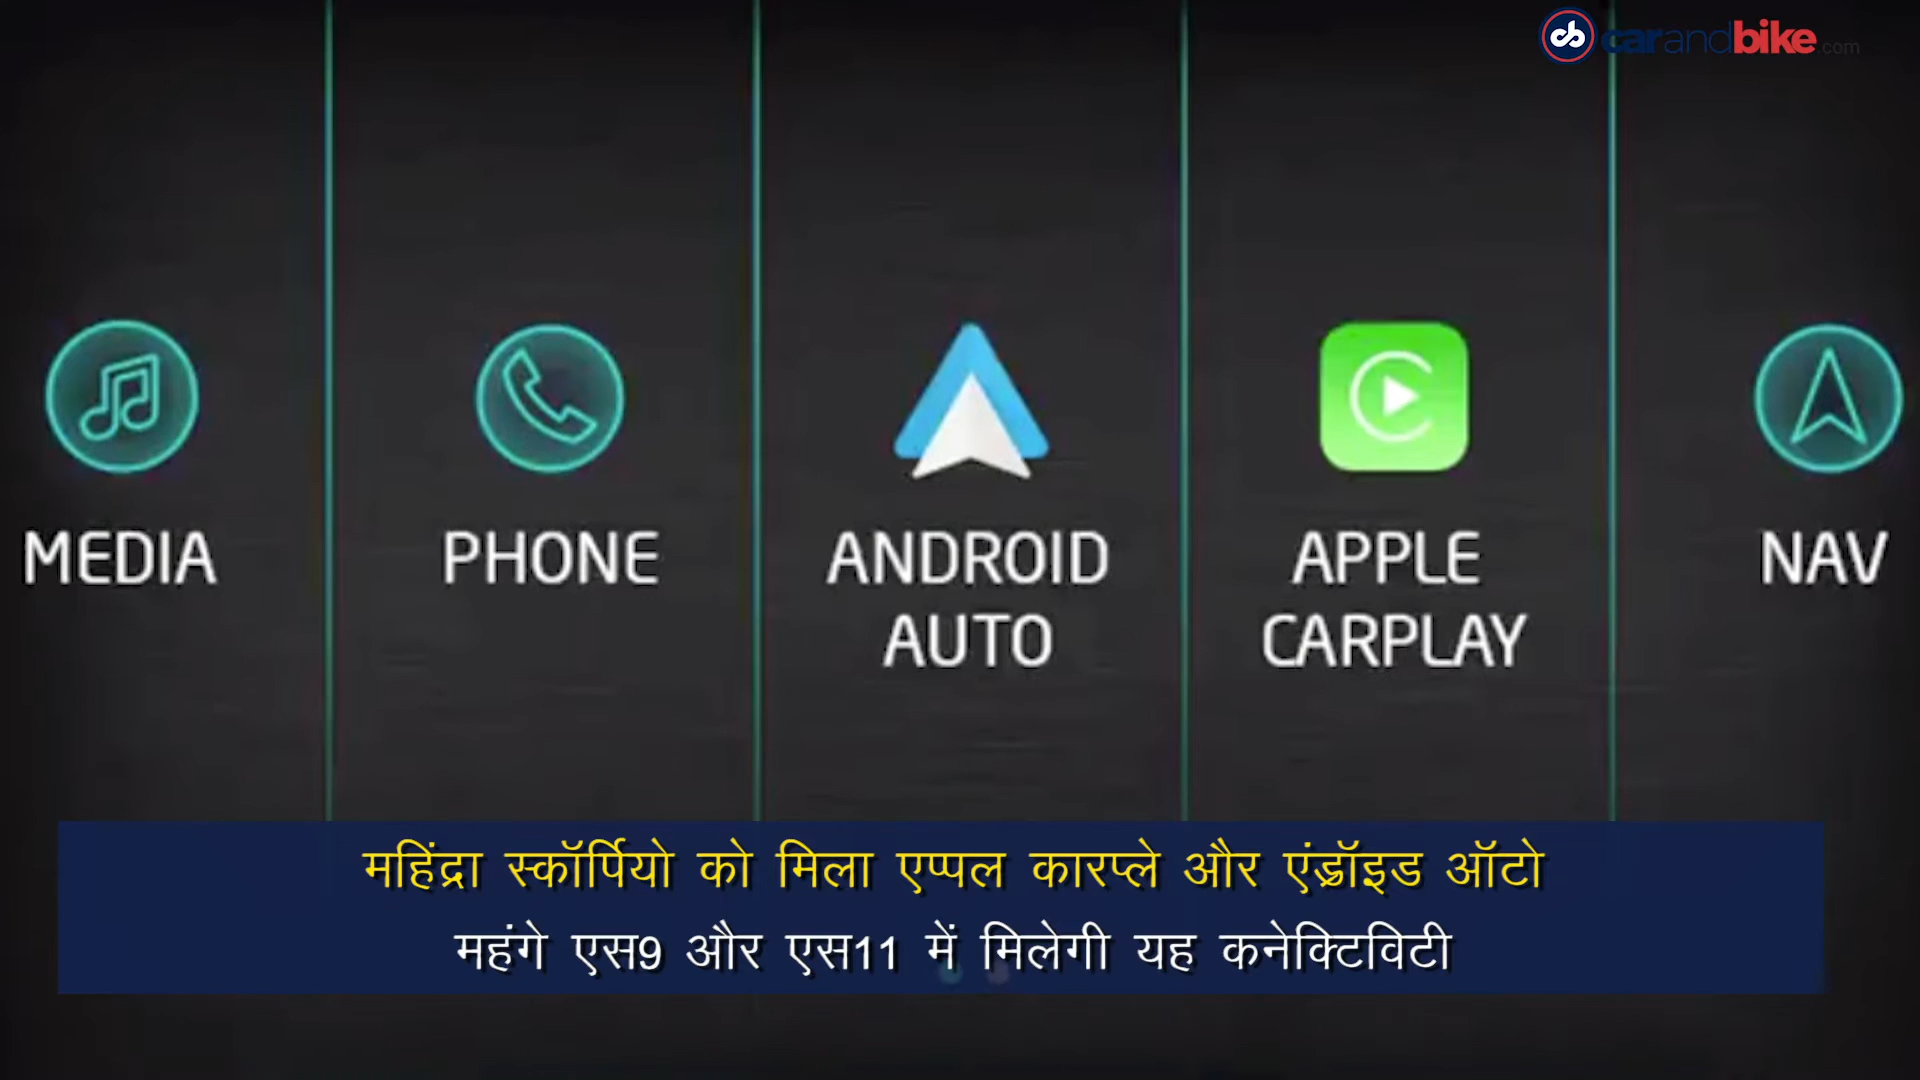 carandbike.com
MEDIA
PHONE
ANDROID
AUTO
APPLE
CARPLAY
NAV
महिंद्रा स्कॉर्पियो को मिला एप्पल कारप्ले और एंड्रॉइड ऑटो
महंगे एस9 और एस11 में मिलेगी यह कनेक्टिविटी